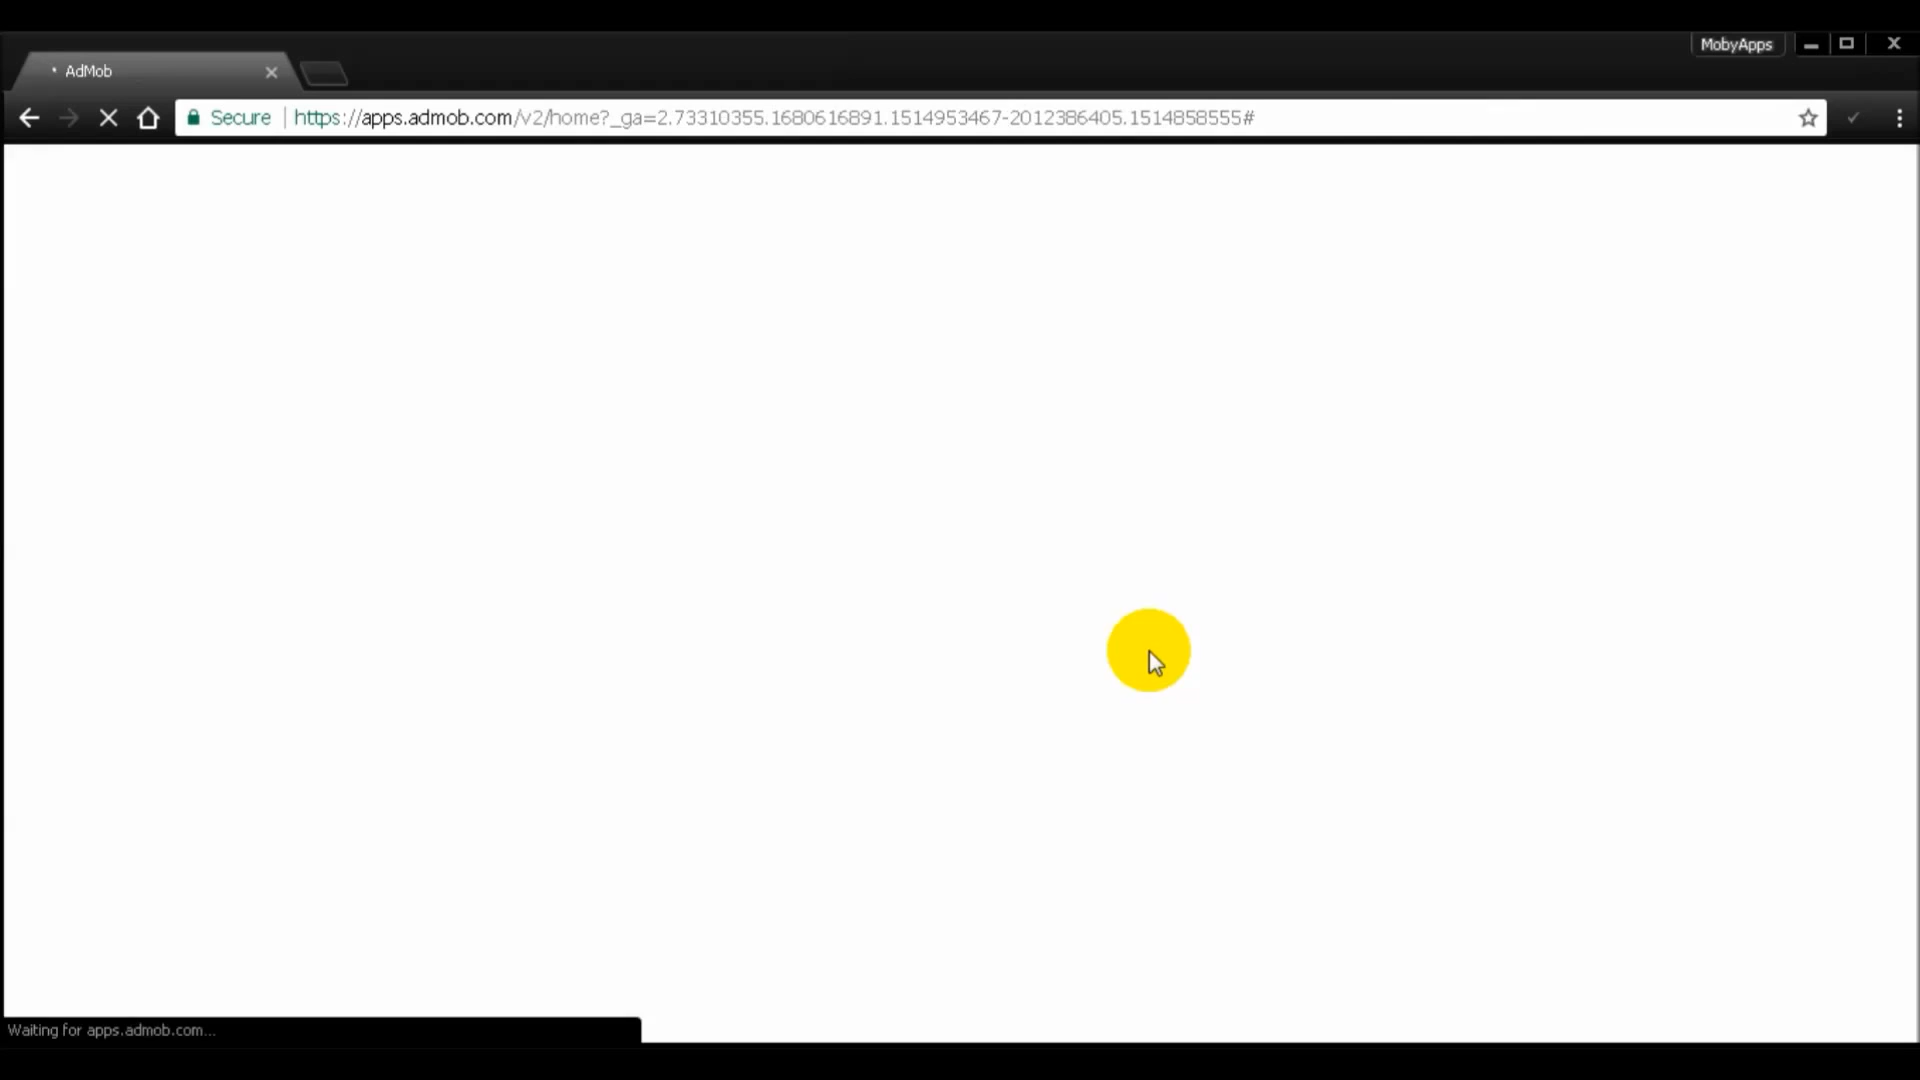 MobyApps
AdMob
Secure
https://apps.admob.com/v2/home?_ga=2.73310355.1680616891.1514953467-2012386405.1514858555#
Waiting for apps.admob.com...